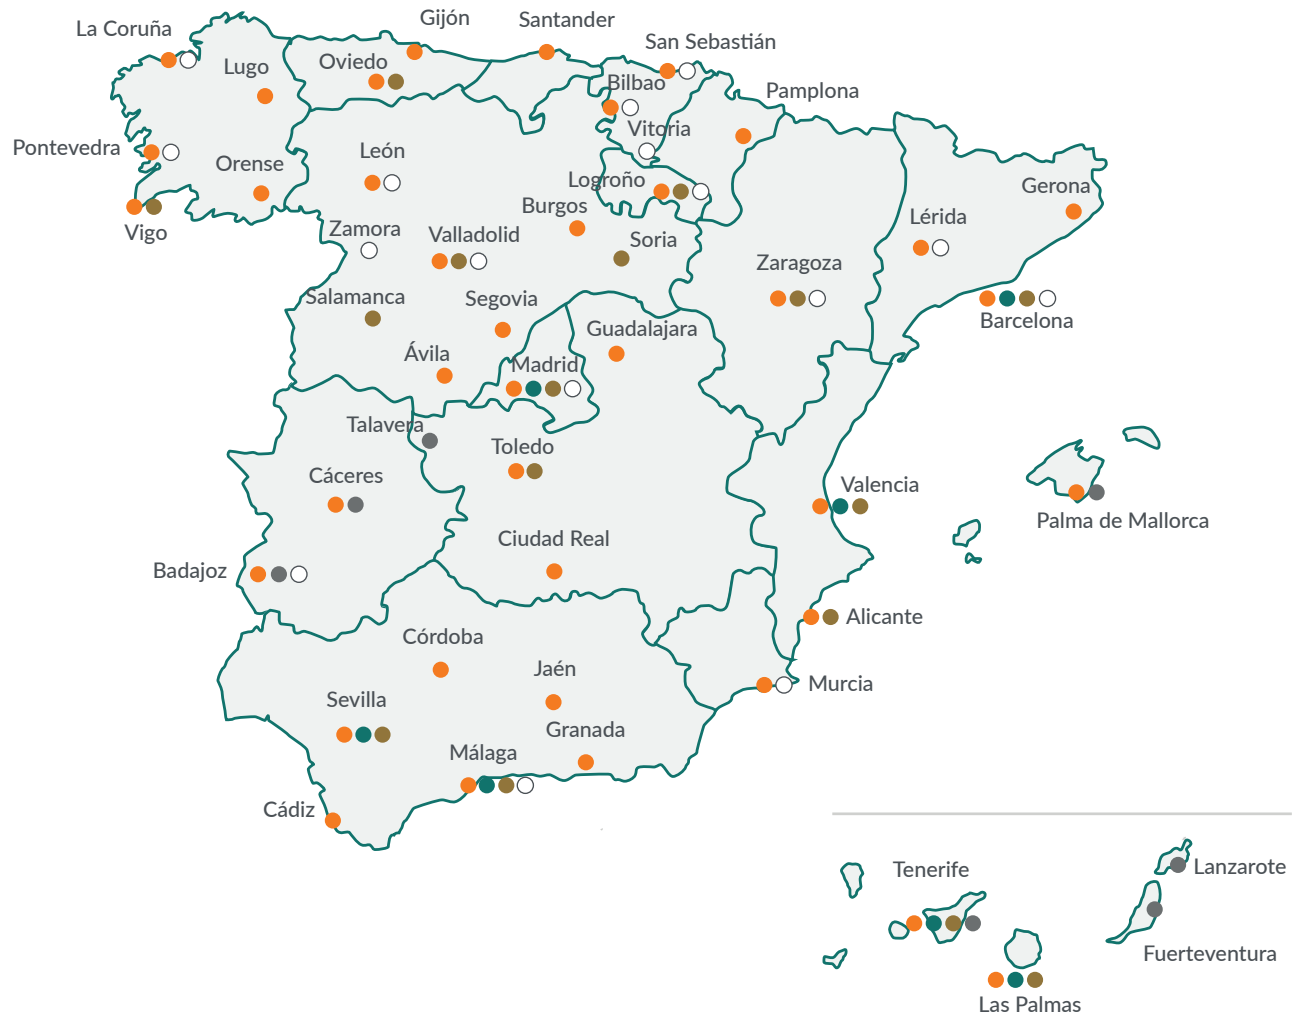 Gijón
Santander
La Coruña
San Sebastián
Oviedo
Lugo
Bilbao
Pamplona
Vitoria
Pontevedra
León
Orense
Logroño
Gerona
Burgos
Lérida
Vigo
Zamora
Valladolid
Soria
Zaragoza
Salamanca
Segovia
Barcelona
Guadalajara
Ávila
Madrid
Talavera
Toledo
Cáceres
Valencia
Palma de Mallorca
Ciudad Real
Badajoz
Alicante
Córdoba
Jaén
Murcia
Sevilla
Granada
Málaga
Cádiz
Tenerife
Lanzarote
Fuerteventura
Las Palmas